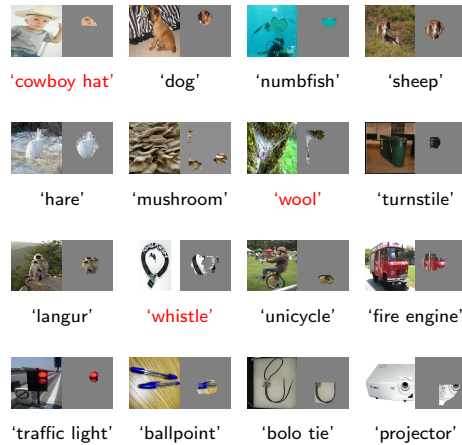 ‘cowboy hat’ ‘dog’ ‘numbfish’ ‘sheep’
‘hare’ ‘mushroom’ ‘wool’ ‘turnstile’
‘langur’ ‘whistle’ ‘unicycle’ ‘fire engine’
‘traffic light’ ‘ballpoint’ ‘bolo tie’ ‘projector’